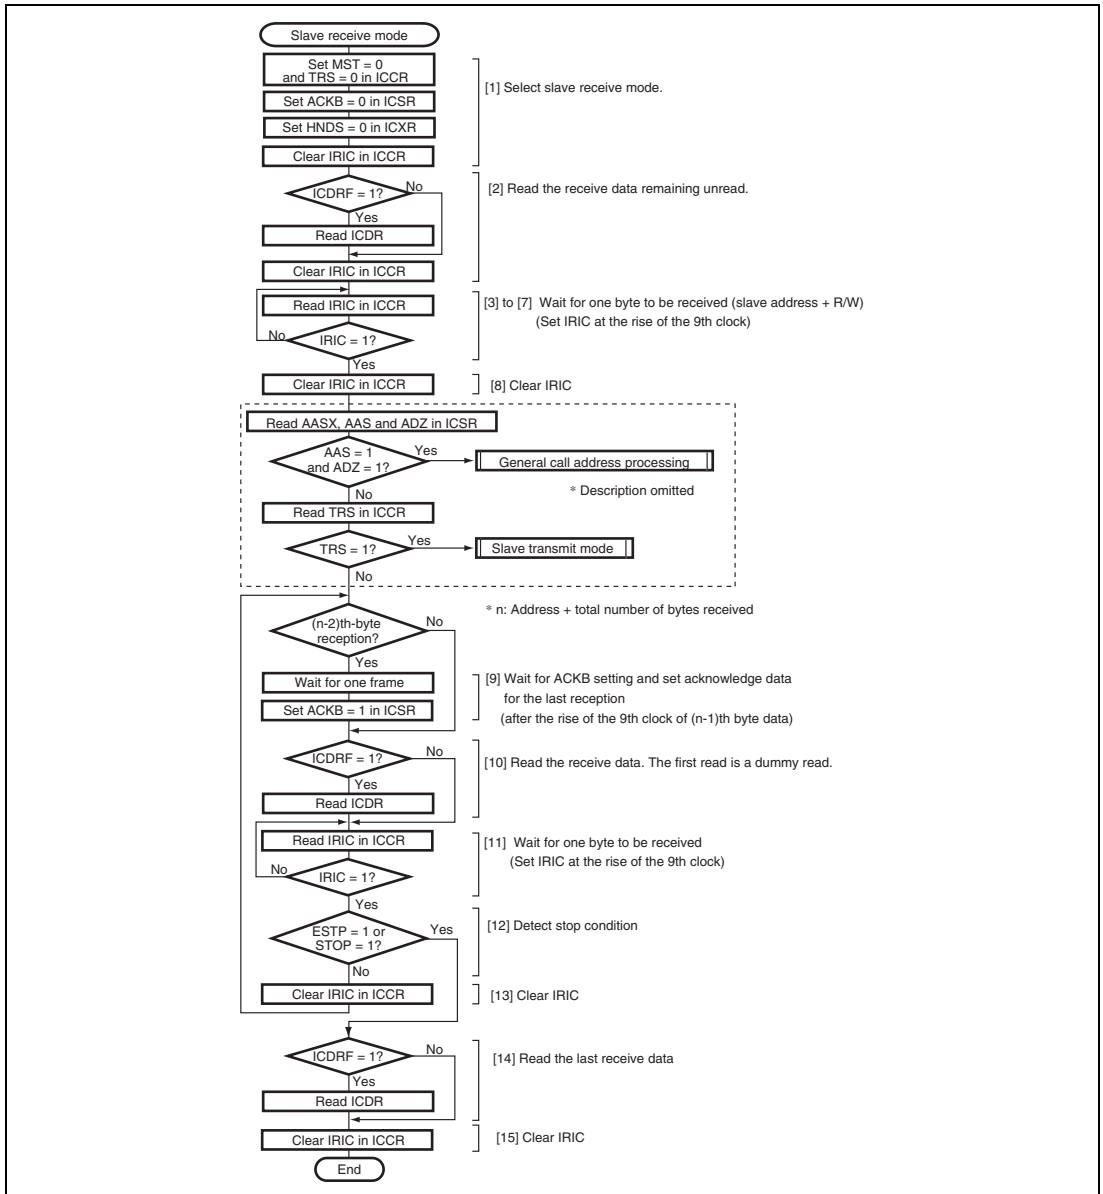 Slave receive mode
Set MST = 0
and TRS = 0 in ICCR
[1] Select slave receive mode.
Set ACKB = 0 in ICSR
Set HNDS = 0 in ICXR
Clear IRIC in ICCR
ICDRF = 1?
No
[2] Read the receive data remaining unread.
Yes
Read ICDR
Clear IRIC in ICCR
Read IRIC in ICCR
[3] to [7] Wait for one byte to be received (slave address + R/W)
(Set IRIC at the rise of the 9th clock)
No
IRIC = 1?
Yes
Clear IRIC in ICCR
[8] Clear IRIC
Read AASX, AAS and ADZ in ICSR
AAS = 1
and ADZ = 1?
Yes
General call address processing
* Description omitted
No
Read TRS in ICCR
TRS = 1?
Yes
Slave transmit mode
No
* n: Address + total number of bytes received
(n-2)th-byte
reception?
No
Yes
Wait for one frame
[9] Wait for ACKB setting and set acknowledge data
for the last reception
(after the rise of the 9th clock of (n-1)th byte data)
Set ACKB = 1 in ICSR
ICDRF = 1?
No
[10] Read the receive data. The first read is a dummy read.
Yes
Read ICDR
Read IRIC in ICCR
[11] Wait for one byte to be received
(Set IRIC at the rise of the 9th clock)
No
IRIC = 1?
Yes
ESTP = 1 or
STOP = 1?
Yes
[12] Detect stop condition
No
Clear IRIC in ICCR
[13] Clear IRIC
ICDRF = 1?
No
[14] Read the last receive data
Yes
Read ICDR
Clear IRIC in ICCR
[15] Clear IRIC
End